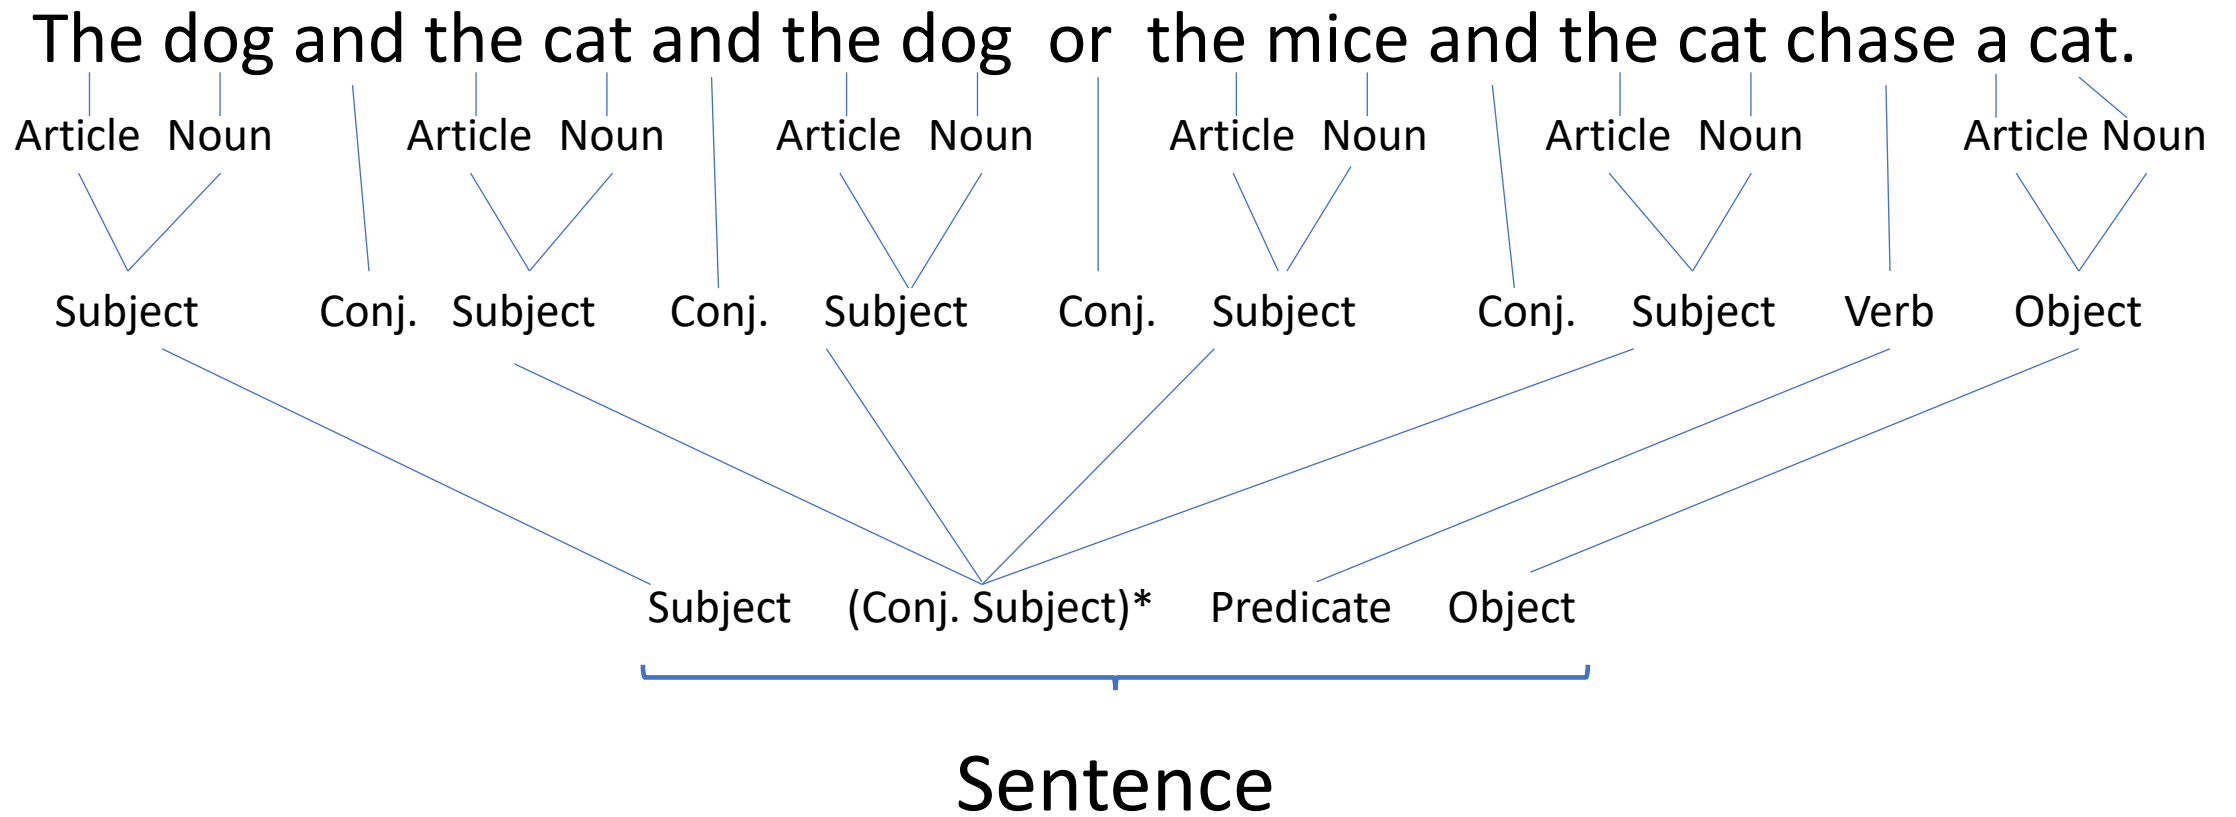 The dog and the cat and the dog or the mice and the cat chase a cat.
Article Noun Article Noun Article Noun Article Noun Article Noun Article Noun
Subject Conj. Subject Conj. Subject Conj. Subject Conj. Subject Verb Object
Subject (Conj. Subject)* Predicate Object
Sentence